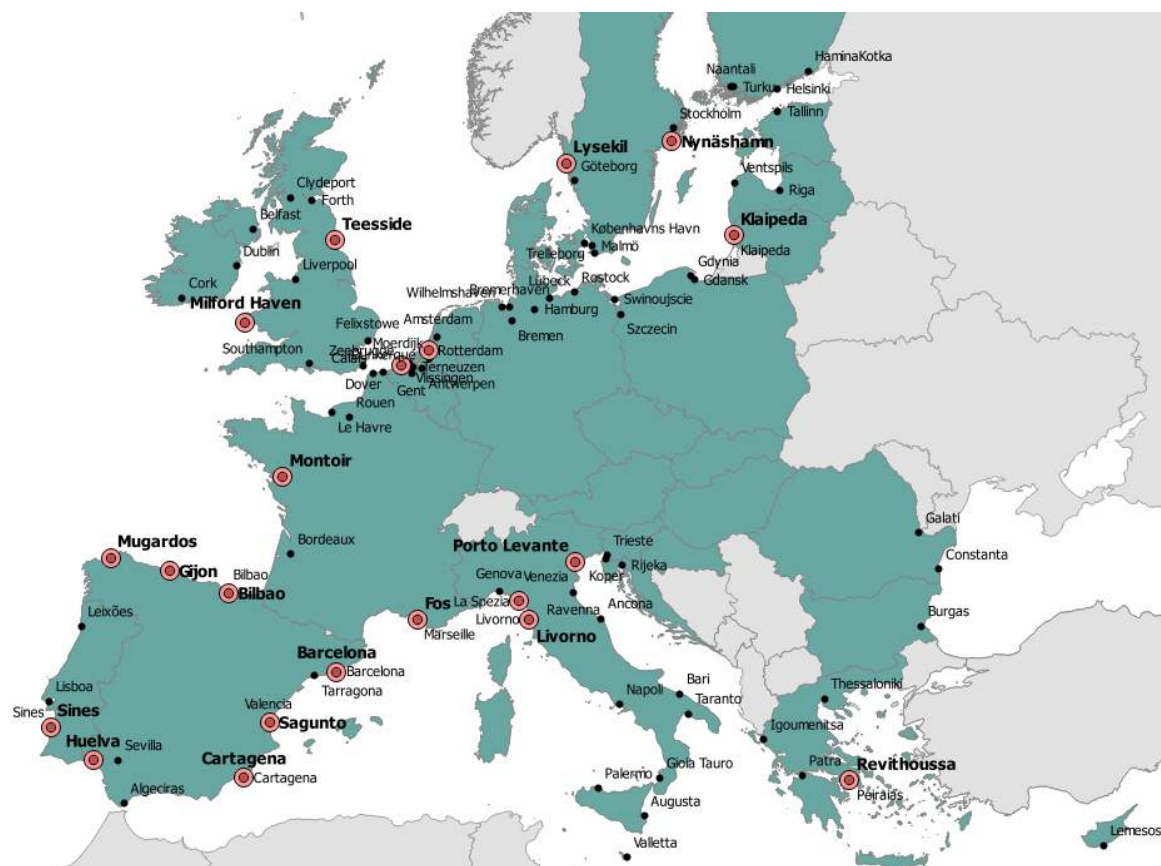 HaminaKotka
Naantali
Turku
Helsinki
Tallinn
Stockholm
Nynäshamn
Lysekil
Göteborg
Ventspils
Riga
Clydeport
Forth
Belfast
Teesside
Klaipeda
Klaipeda
Københavns Havn
Malmö
Trelleborg
Dublin
Liverpool
Gdynia
Gdansk
Cork
Milford Haven
Lübeck
Rostock
Wilhelmshaven
Bremerhaven
Hamburg
Swinoujscie
Szczecin
Bremen
Felixstowe
Amsterdam
Moerdijk
Rotterdam
Southampton
Zeebrugge
Calais
Terneuzen
Vlissingen
Dover
Gent
Antwerpen
Rouen
Le Havre
Montoir
Galati
Constanta
Mugardos
Gijon
Bilbao
Bilbao
Bordeaux
Porto Levante
Trieste
Koper
Rijeka
Genova
Venezia
La Spezia
Ravenna
Ancona
Livorno
Livorno
Fos
Marseille
Burgas
Leixões
Barcelona
Barcelona
Tarragona
Lisboa
Sines
Sines
Valencia
Sagunto
Napoli
Bari
Taranto
Thessaloniki
Igoumenitsa
Huelva
Sevilla
Cartagena
Cartagena
Algeciras
Palermo
Gioia Tauro
Augusta
Valletta
Patra
Revithoussa
Peiraias
Lemesos